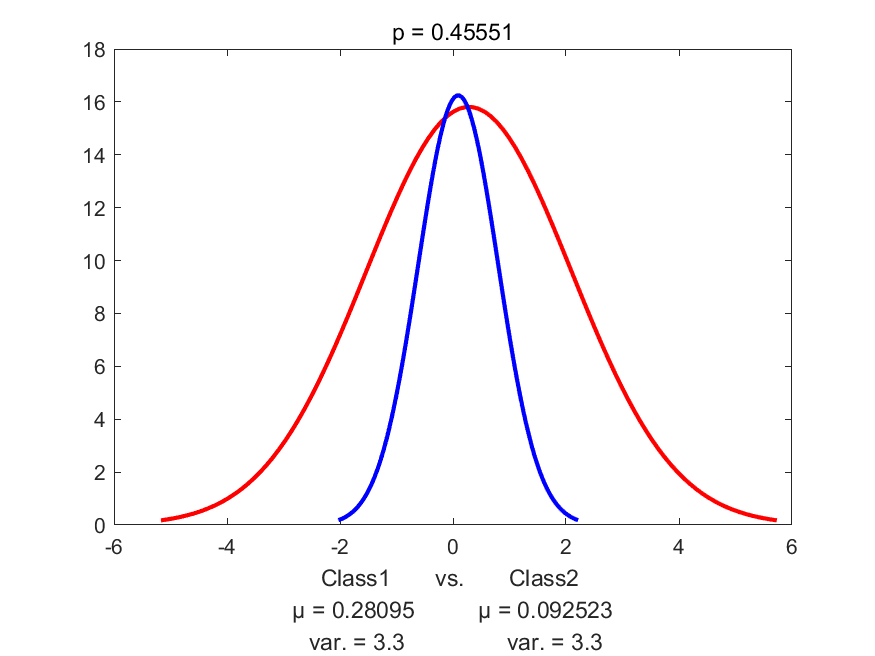 p = 0.45551
18
16
14
12
10
8
6
4
2
0
-6 -4 -2 0 2 4 6
Class1 vs. Class2
μ = 0.28095 μ = 0.092523
var. = 3.3 var. = 3.3